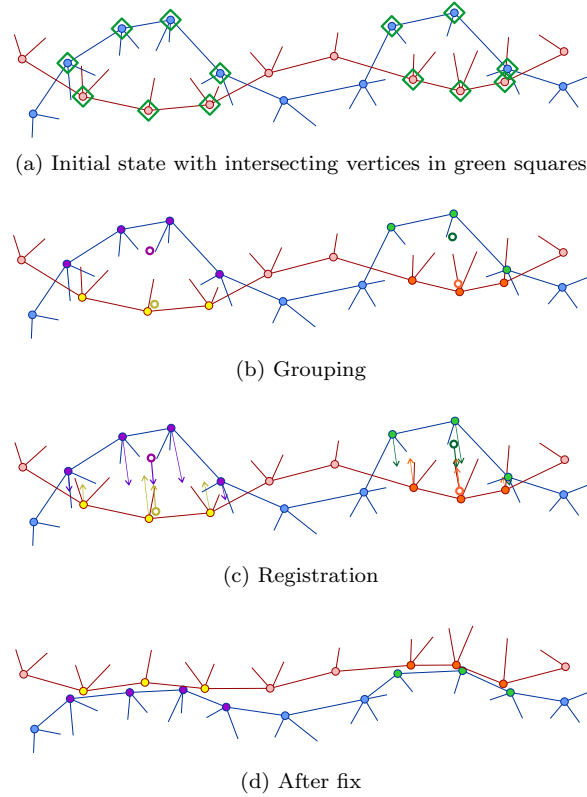 (a) Initial state with intersecting vertices in green squares
(b) Grouping
(c) Registration
(d) After fix